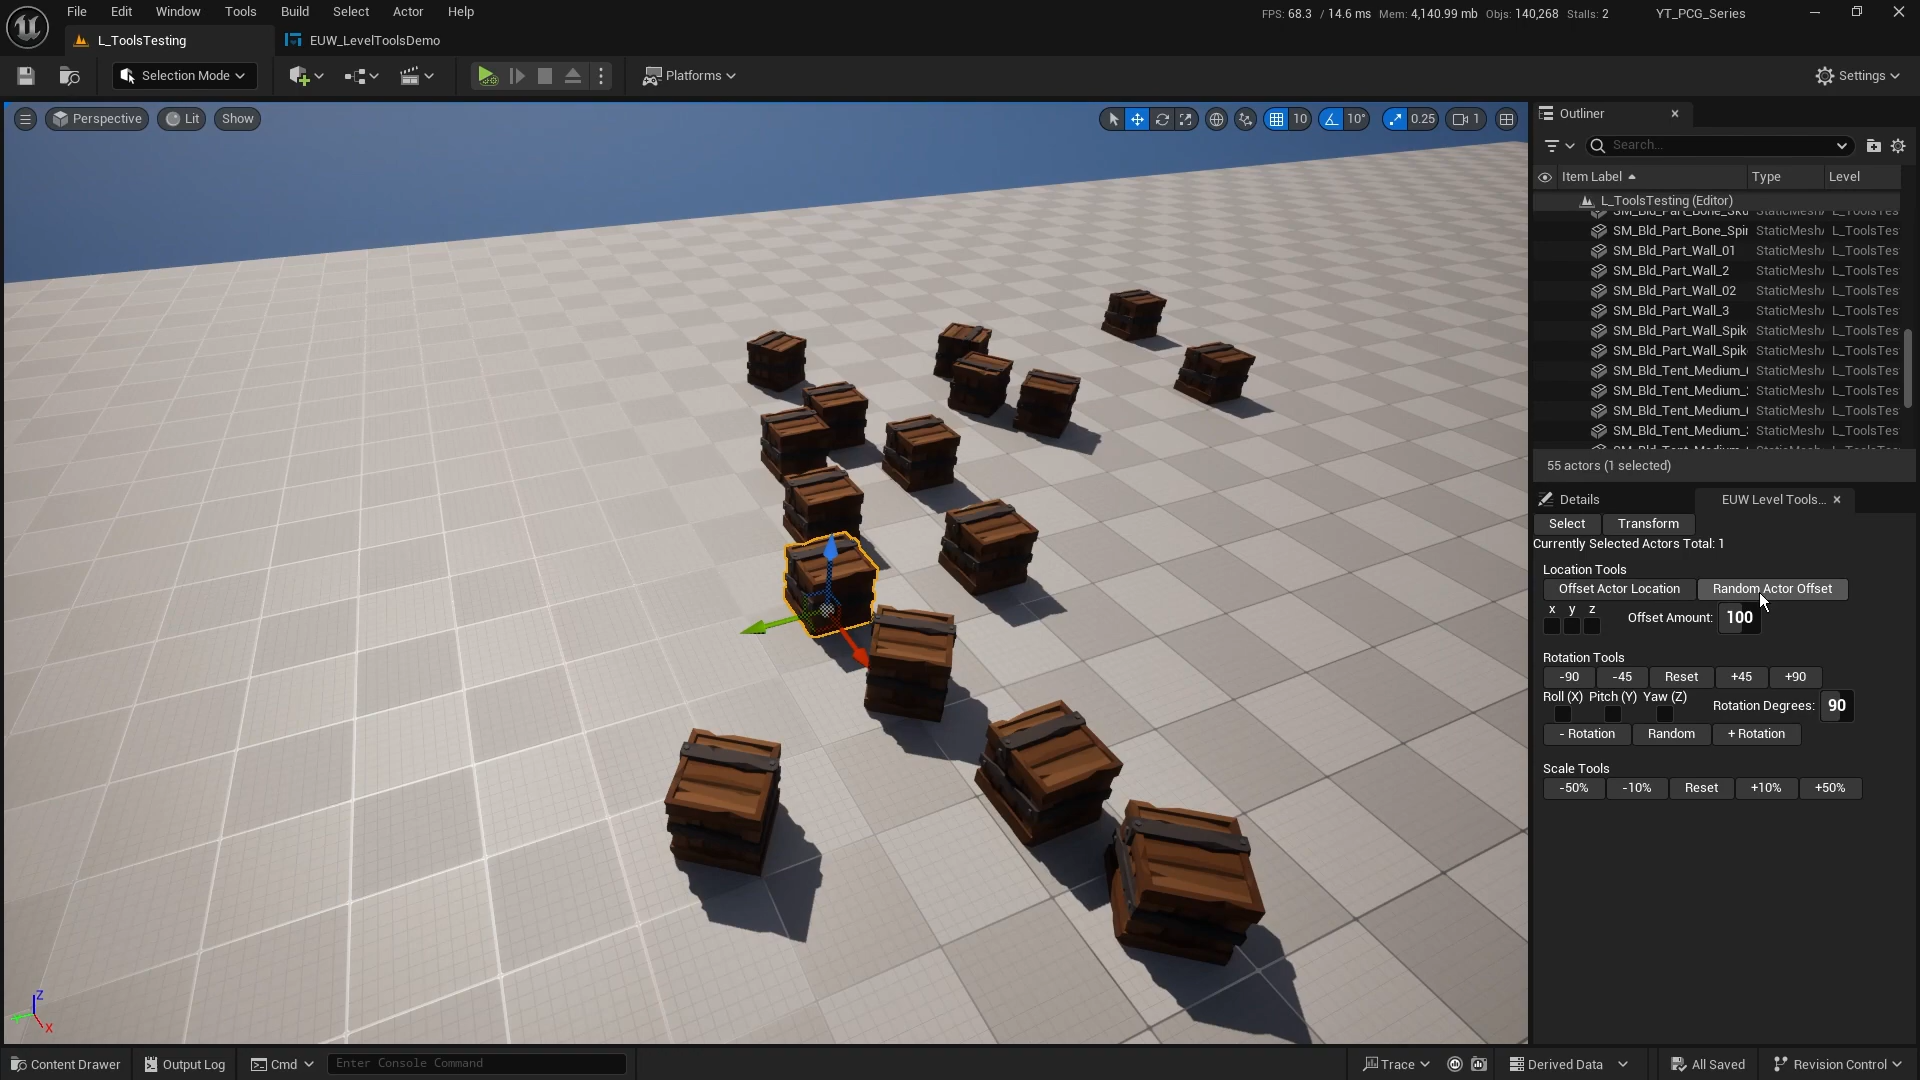 File Edit Window Tools Build Select Actor Help
FPS: 68.3 / 14.6 ms Mem: 4,140.99 mb Objs: 140,268 Stalls: 2 YT_PCG_Series
L_ToolsTesting EUW_LevelToolsDemo
Selection Mode Platforms Settings
Perspective Lit Show 10 10° 0.25 1
Outliner
Search...
Item Label Type Level
L_ToolsTesting (Editor)
SM_Bld_Part_Bone_Spir StaticMesh L_ToolsTes
SM_Bld_Part_Wall_01 StaticMesh L_ToolsTes
SM_Bld_Part_Wall_2 StaticMesh L_ToolsTes
SM_Bld_Part_Wall_02 StaticMesh L_ToolsTes
SM_Bld_Part_Wall_3 StaticMesh L_ToolsTes
SM_Bld_Part_Wall_Spik StaticMesh L_ToolsTes
SM_Bld_Part_Wall_Spik StaticMesh L_ToolsTes
SM_Bld_Tent_Medium_ StaticMesh L_ToolsTes
SM_Bld_Tent_Medium_ StaticMesh L_ToolsTes
SM_Bld_Tent_Medium_ StaticMesh L_ToolsTes
SM_Bld_Tent_Medium_ StaticMesh L_ToolsTes
55 actors (1 selected)
Details EUW Level Tools...
Select Transform
Currently Selected Actors Total: 1
Location Tools
Offset Actor Location Random Actor Offset
x y z Offset Amount: 100
Rotation Tools
-90 -45 Reset +45 +90
Roll (X) Pitch (Y) Yaw (Z) Rotation Degrees: 90
- Rotation Random + Rotation
Scale Tools
-50% -10% Reset +10% +50%
Z
X
Content Drawer Output Log Cmd Enter Console Command Trace Derived Data All Saved Revision Control